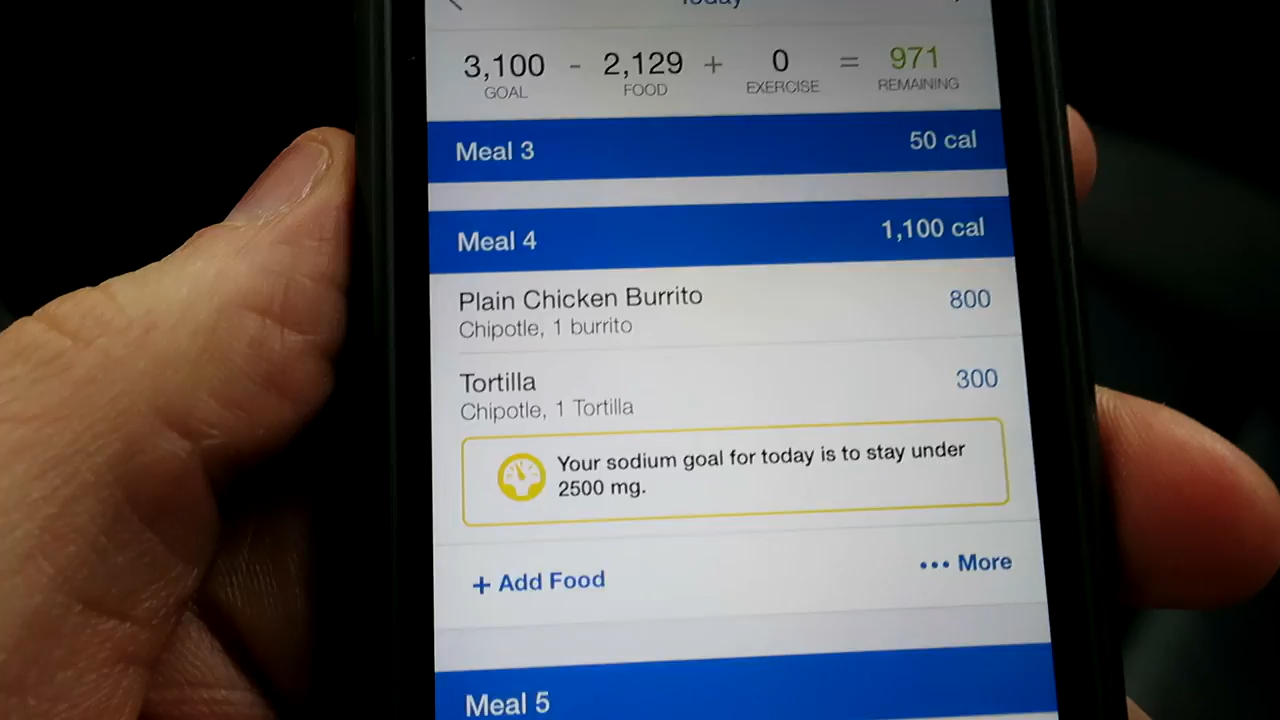 Today
3,100 - 2,129 + 0 = 971
GOAL FOOD EXERCISE REMAINING
Meal 3 50 cal
Meal 4 1,100 cal
Plain Chicken Burrito 800
Chipotle, 1 burrito
Tortilla 300
Chipotle, 1 Tortilla
Your sodium goal for today is to stay under
2500 mg.
+ Add Food ••• More
Meal 5